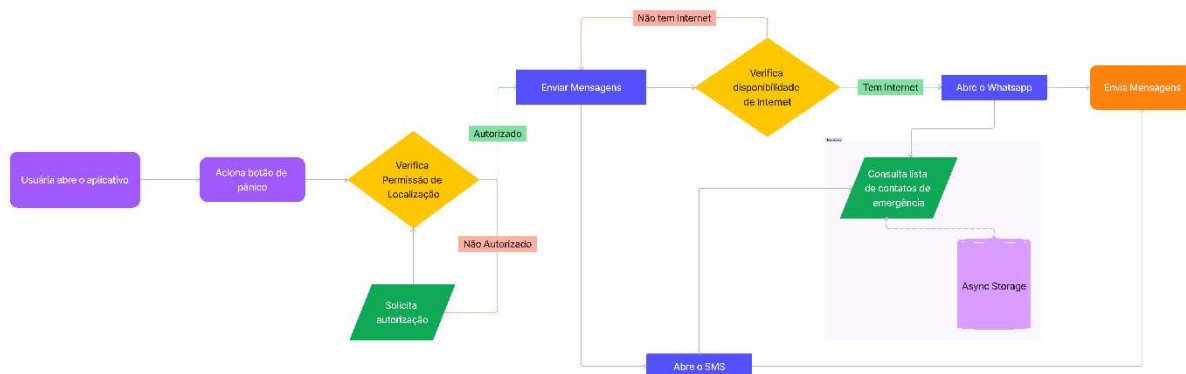 Não tem Internet
Verifica
disponibilidade
de Internet
Enviar Mensagens
Tem Internet
Abre o Whatsapp
Envia Mensagens
Autorizado
Usuária abre o aplicativo
Aciona botão de
pânico
Verifica
Permissão de
Localização
Consulta lista
de contatos de
emergência
Não Autorizado
Async Storage
Solicita
autorização
Abre o SMS